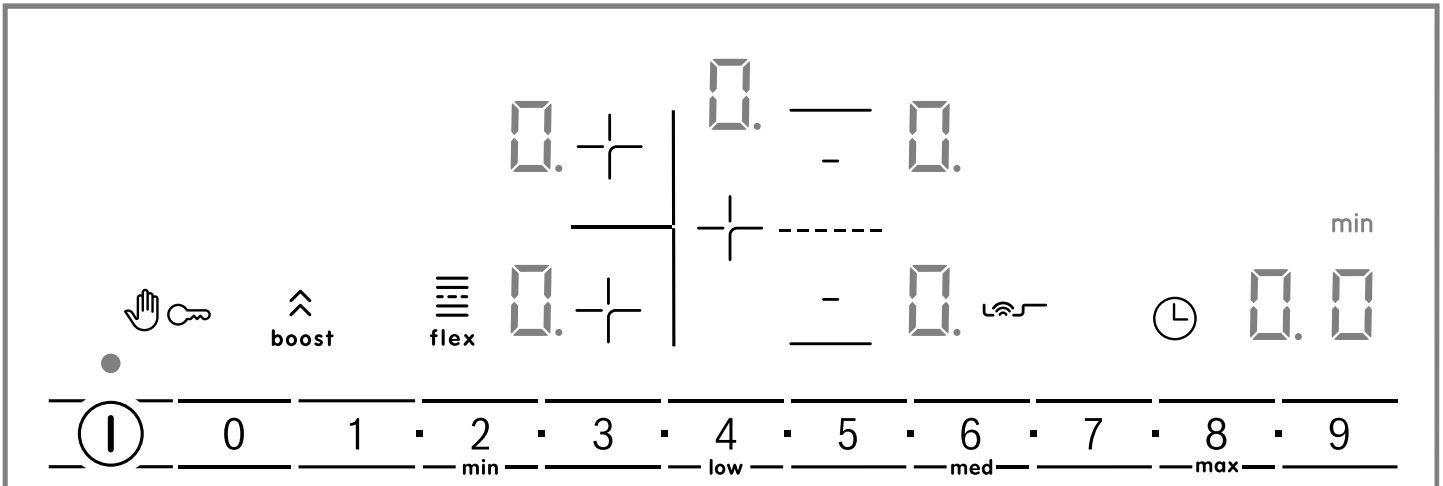 0.
0. 0.
min
boost flex 0. 0. 0.0
0 1 · 2 · 3 · 4 · 5 · 6 · 7 · 8 · 9
min low med max